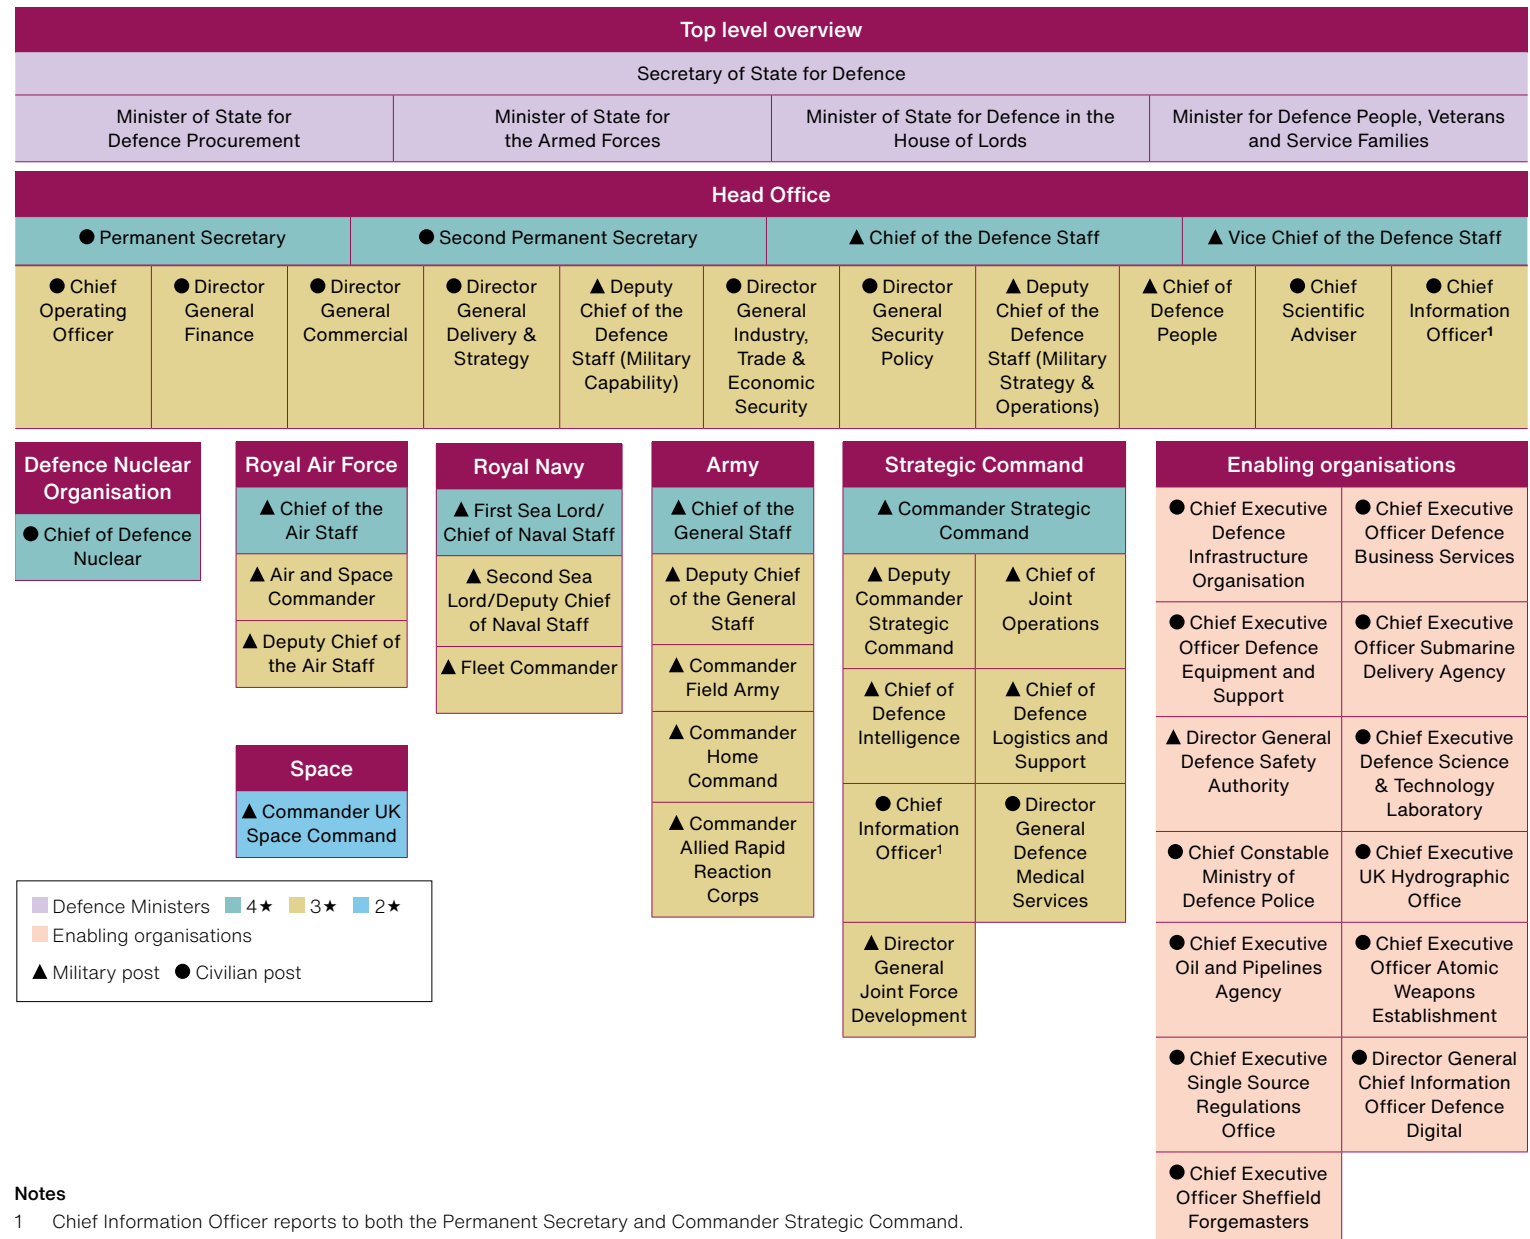 Top level overview
Secretary of State for Defence
Minister of State for
Defence Procurement
Minister of State for
the Armed Forces
Minister of State for Defence in the
House of Lords
Minister for Defence People, Veterans
and Service Families
Head Office
● Permanent Secretary
● Second Permanent Secretary
▲ Chief of the Defence Staff
▲ Vice Chief of the Defence Staff
● Chief
Operating
Officer
● Director
General
Finance
● Director
General
Commercial
● Director
General
Delivery &
Strategy
▲ Deputy
Chief of the
Defence
Staff (Military
Capability)
● Director
General
Industry,
Trade &
Economic
Security
● Director
General
Security
Policy
▲ Deputy
Chief of the
Defence
Staff (Military
Strategy &
Operations)
▲ Chief of
Defence
People
● Chief
Scientific
Adviser
● Chief
Information
Officer¹
Defence Nuclear
Organisation
● Chief of Defence
Nuclear
Royal Air Force
▲ Chief of the
Air Staff
▲ Air and Space
Commander
▲ Deputy Chief of
the Air Staff
Space
▲ Commander UK
Space Command
Royal Navy
▲ First Sea Lord/
Chief of Naval Staff
▲ Second Sea
Lord/Deputy Chief
of Naval Staff
▲ Fleet Commander
Army
▲ Chief of the
General Staff
▲ Deputy Chief
of the General
Staff
▲ Commander
Field Army
▲ Commander
Home
Command
▲ Commander
Allied Rapid
Reaction
Corps
Strategic Command
▲ Commander Strategic
Command
▲ Deputy
Commander
Strategic
Command
▲ Chief of
Joint
Operations
▲ Chief of
Defence
Intelligence
▲ Chief of
Defence
Logistics and
Support
● Chief
Information
Officer¹
● Director
General
Defence
Medical
Services
▲ Director
General
Joint Force
Development
Enabling organisations
● Chief Executive
Defence
Infrastructure
Organisation
● Chief Executive
Officer Defence
Business Services
● Chief Executive
Officer Defence
Equipment and
Support
● Chief Executive
Officer Submarine
Delivery Agency
▲ Director General
Defence Safety
Authority
● Chief Executive
Defence Science
& Technology
Laboratory
● Chief Constable
Ministry of
Defence Police
● Chief Executive
UK Hydrographic
Office
● Chief Executive
Oil and Pipelines
Agency
● Chief Executive
Officer Atomic
Weapons
Establishment
● Chief Executive
Single Source
Regulations
Office
● Director General
Chief Information
Officer Defence
Digital
● Chief Executive
Officer Sheffield
Forgemasters
Defence Ministers 4★ 3★ 2★
Enabling organisations
▲ Military post ● Civilian post
Notes
1 Chief Information Officer reports to both the Permanent Secretary and Commander Strategic Command.